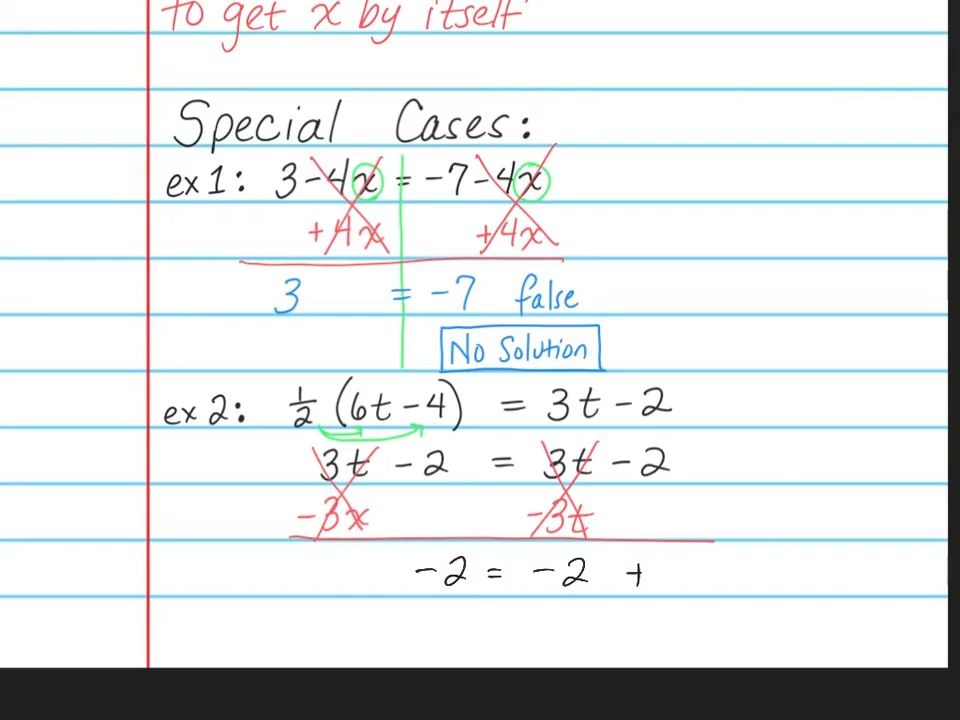 to get x by itself
Special Cases:
ex 1: 3 - 4x = -7 - 4x
+4x +4x
3 = -7 false
No Solution
ex 2: 1/2 (6t - 4) = 3t - 2
3t - 2 = 3t - 2
-3x -3t
-2 = -2 +